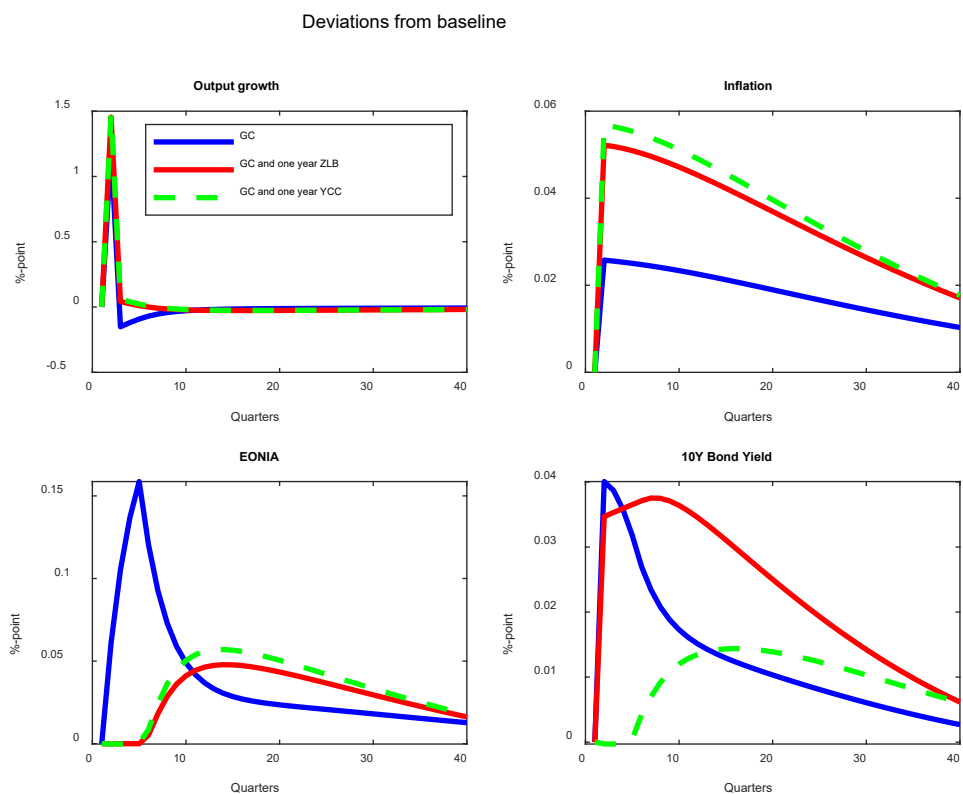 Deviations from baseline
Output growth
1.5
1
0.5
0
-0.5
%-point
0
10
20
30
40
Quarters
GC
GC and one year ZLB
GC and one year YCC
Inflation
0.06
0.04
0.02
0
%-point
0
10
20
30
40
Quarters
EONIA
0.15
0.1
0.05
0
%-point
0
10
20
30
40
Quarters
10Y Bond Yield
0.04
0.03
0.02
0.01
0
%-point
0
10
20
30
40
Quarters